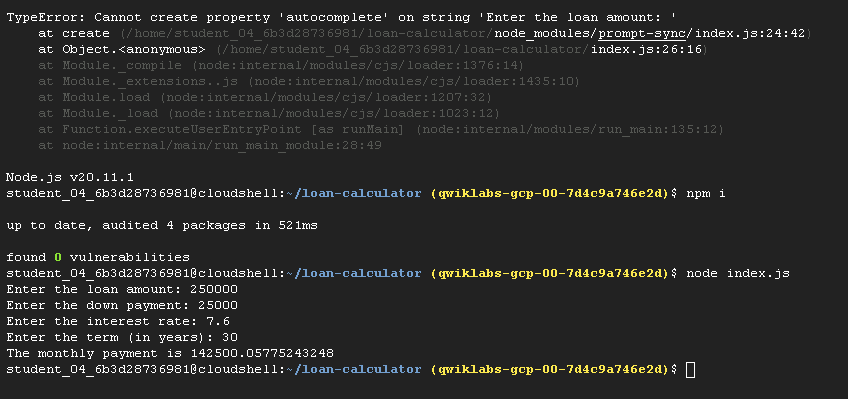 TypeError: Cannot create property 'autocomplete' on string 'Enter the loan amount: '
    at create (/home/student_04_6b3d28736981/loan-calculator/node_modules/prompt-sync/index.js:24:42)
    at Object.<anonymous> (/home/student_04_6b3d28736981/loan-calculator/index.js:26:16)
    at Module._compile (node:internal/modules/cjs/loader:1376:14)
    at Module._extensions..js (node:internal/modules/cjs/loader:1435:10)
    at Module.load (node:internal/modules/cjs/loader:1207:32)
    at Module._load (node:internal/modules/cjs/loader:1023:12)
    at Function.executeUserEntryPoint [as runMain] (node:internal/modules/run_main:135:12)
    at node:internal/main/run_main_module:28:49
Node.js v20.11.1
student_04_6b3d28736981@cloudshell:~/loan-calculator (qwiklabs-gcp-00-7d4c9a746e2d)$ npm i
up to date, audited 4 packages in 521ms
found 0 vulnerabilities
student_04_6b3d28736981@cloudshell:~/loan-calculator (qwiklabs-gcp-00-7d4c9a746e2d)$ node index.js
Enter the loan amount: 250000
Enter the down payment: 25000
Enter the interest rate: 7.6
Enter the term (in years): 30
The monthly payment is 142500.05775243248
student_04_6b3d28736981@cloudshell:~/loan-calculator (qwiklabs-gcp-00-7d4c9a746e2d)$